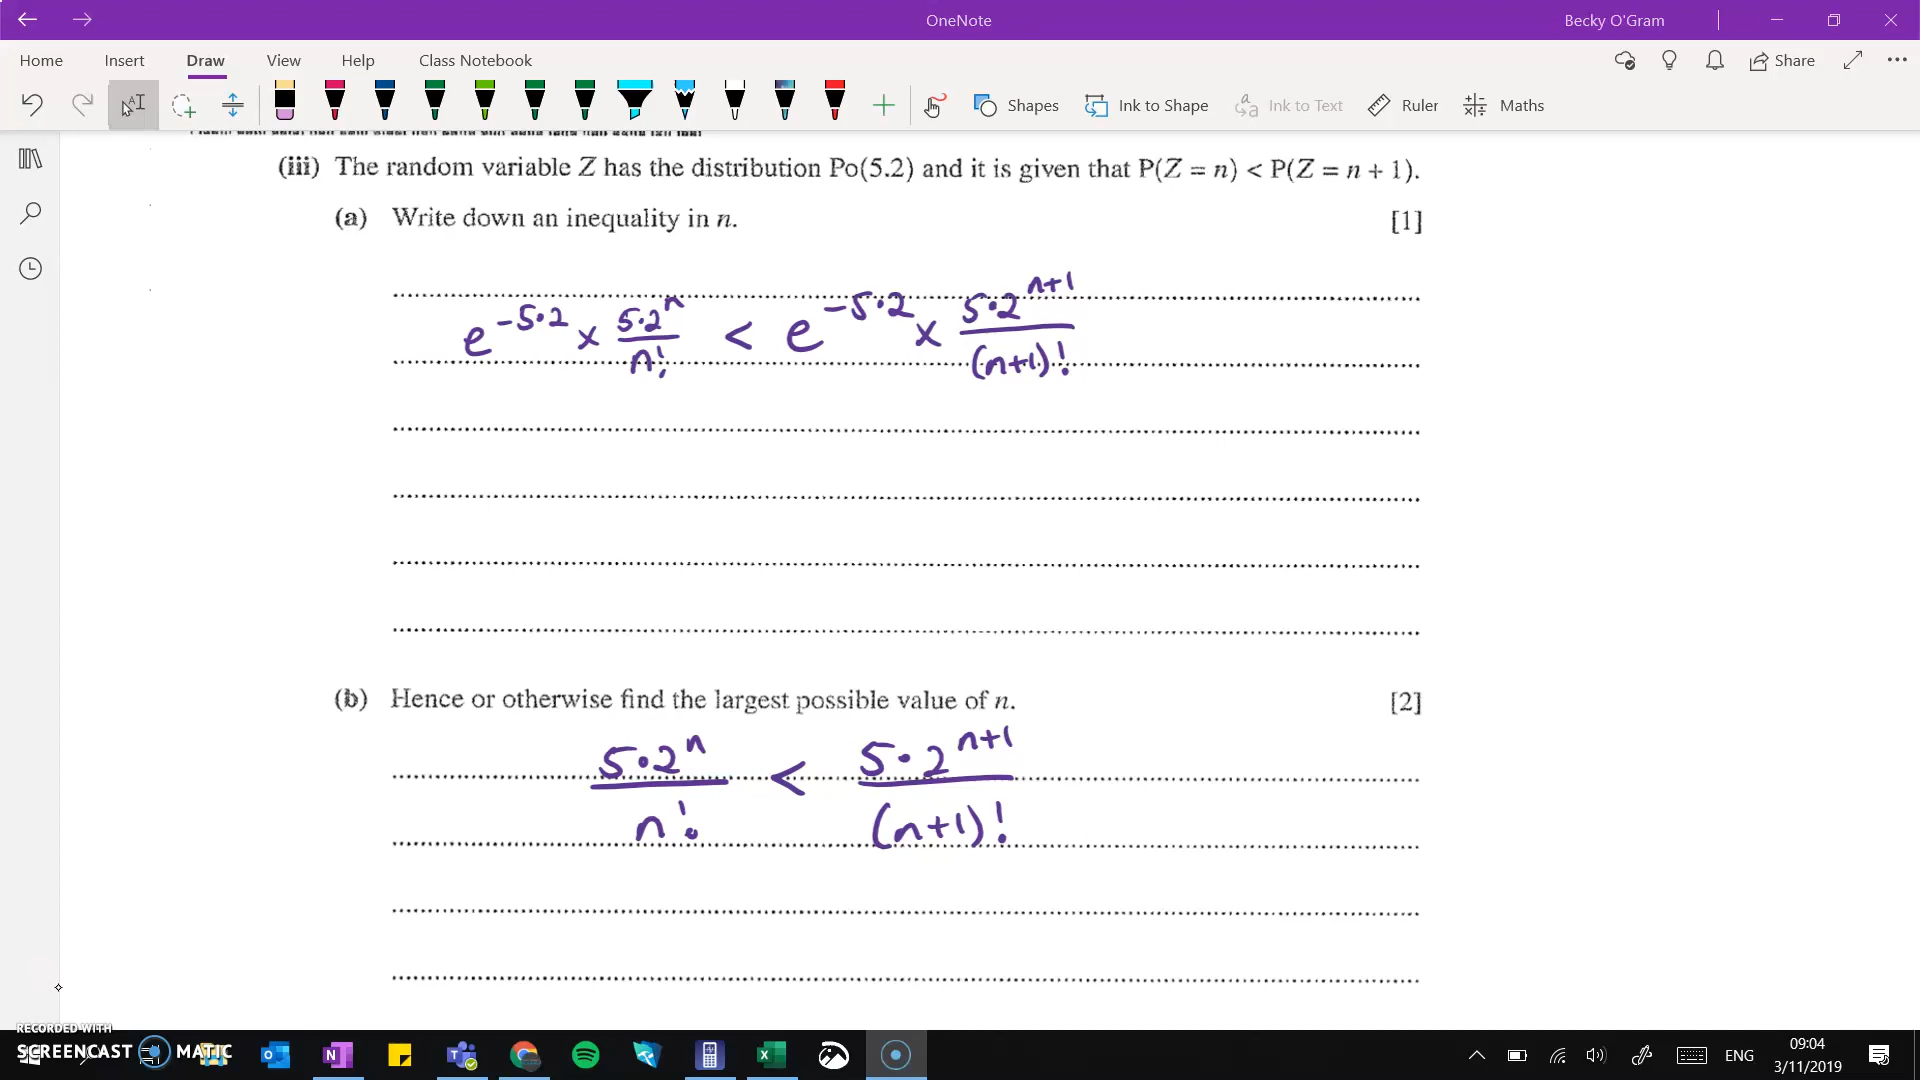 OneNote
Becky O'Gram
Home Insert Draw View Help Class Notebook
Share
Shapes Ink to Shape Ink to Text Ruler Maths
(iii) The random variable Z has the distribution Po(5.2) and it is given that P(Z = n) < P(Z = n + 1).
(a) Write down an inequality in n. [1]
e^{-5·2} × \frac{5·2^n}{n!} < e^{-5·2} × \frac{5·2^{n+1}}{(n+1)!}
(b) Hence or otherwise find the largest possible value of n. [2]
\frac{5·2^n}{n!} < \frac{5·2^{n+1}}{(n+1)!}
RECORDED WITH
SCREENCAST MATIC
ENG
09:04
3/11/2019